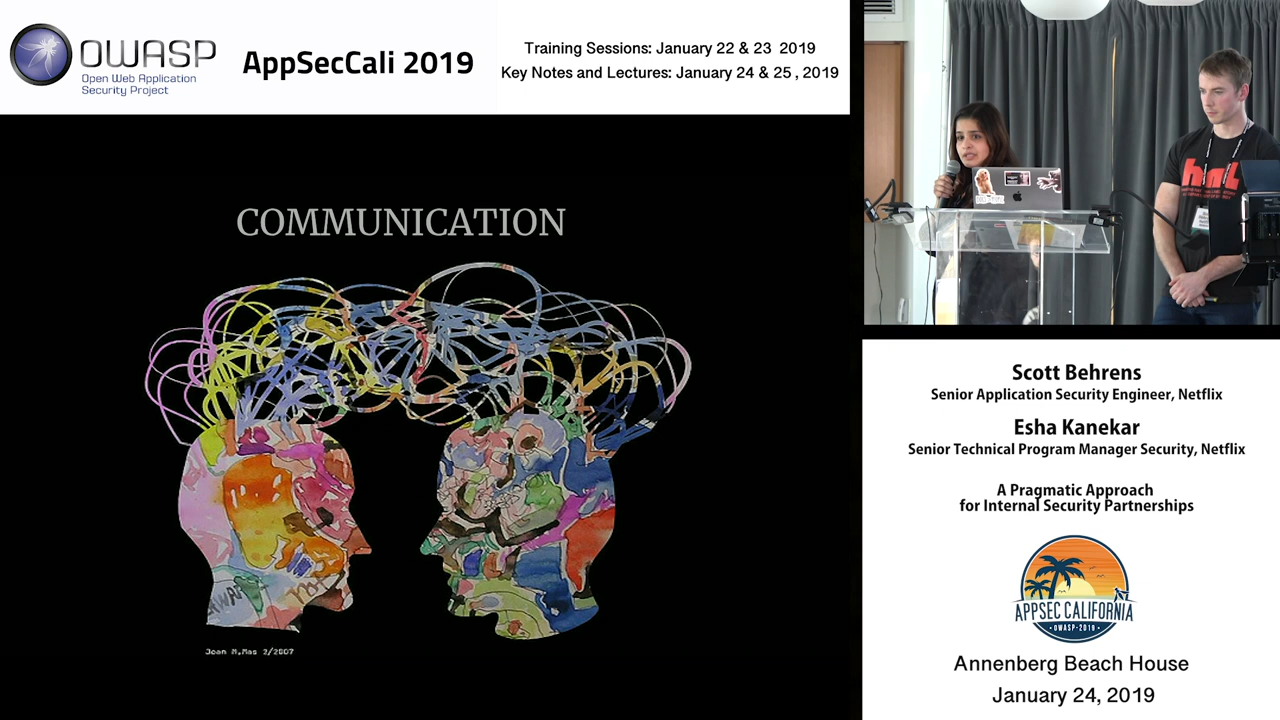 OWASP
Open Web Application
Security Project
AppSecCali 2019
Training Sessions: January 22 & 23 2019
Key Notes and Lectures: January 24 & 25 , 2019
COMMUNICATION
Joan M.Mas 2/2007
Scott Behrens
Senior Application Security Engineer, Netflix
Esha Kanekar
Senior Technical Program Manager Security, Netflix
A Pragmatic Approach
for Internal Security Partnerships
APPSEC CALIFORNIA
OWASP-2019
Annenberg Beach House
January 24, 2019